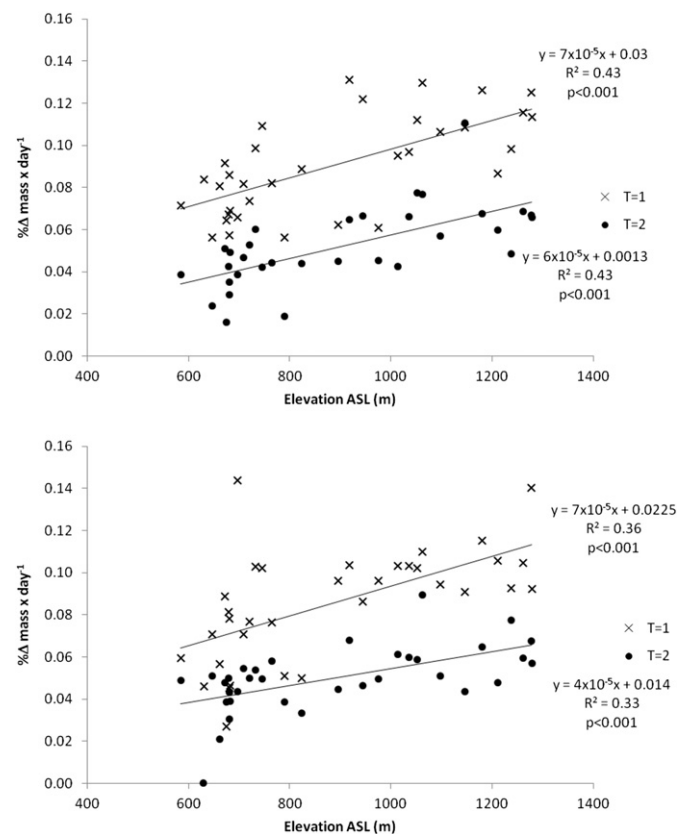 0.16
y = 7x10⁻⁵x + 0.03
R² = 0.43
p<0.001
0.14
0.12
0.10
%Δ mass x day⁻¹
0.08
× T=1
● T=2
0.06
y = 6x10⁻⁵x + 0.0013
R² = 0.43
p<0.001
0.04
0.02
0.00
400 600 800 1000 1200 1400
Elevation ASL (m)
0.16
0.14
y = 7x10⁻⁵x + 0.0225
R² = 0.36
p<0.001
0.12
0.10
%Δ mass x day⁻¹
0.08
× T=1
● T=2
0.06
y = 4x10⁻⁵x + 0.014
R² = 0.33
p<0.001
0.04
0.02
0.00
400 600 800 1000 1200 1400
Elevation ASL (m)